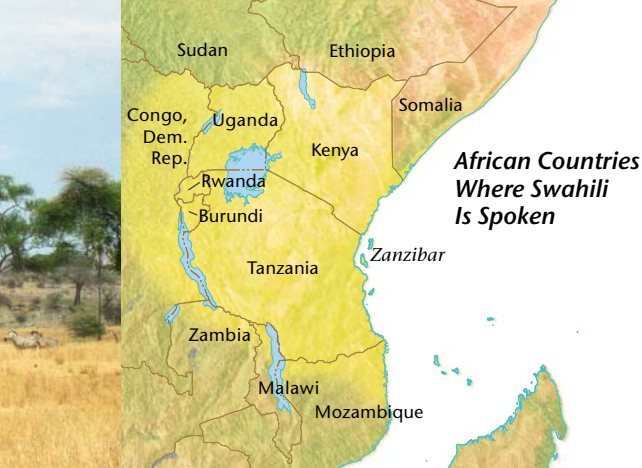 Sudan
Ethiopia
Congo,
Dem.
Rep.
Uganda
Kenya
Somalia
Rwanda
Burundi
African Countries
Where Swahili
Is Spoken
Tanzania
Zanzibar
Zambia
Malawi
Mozambique